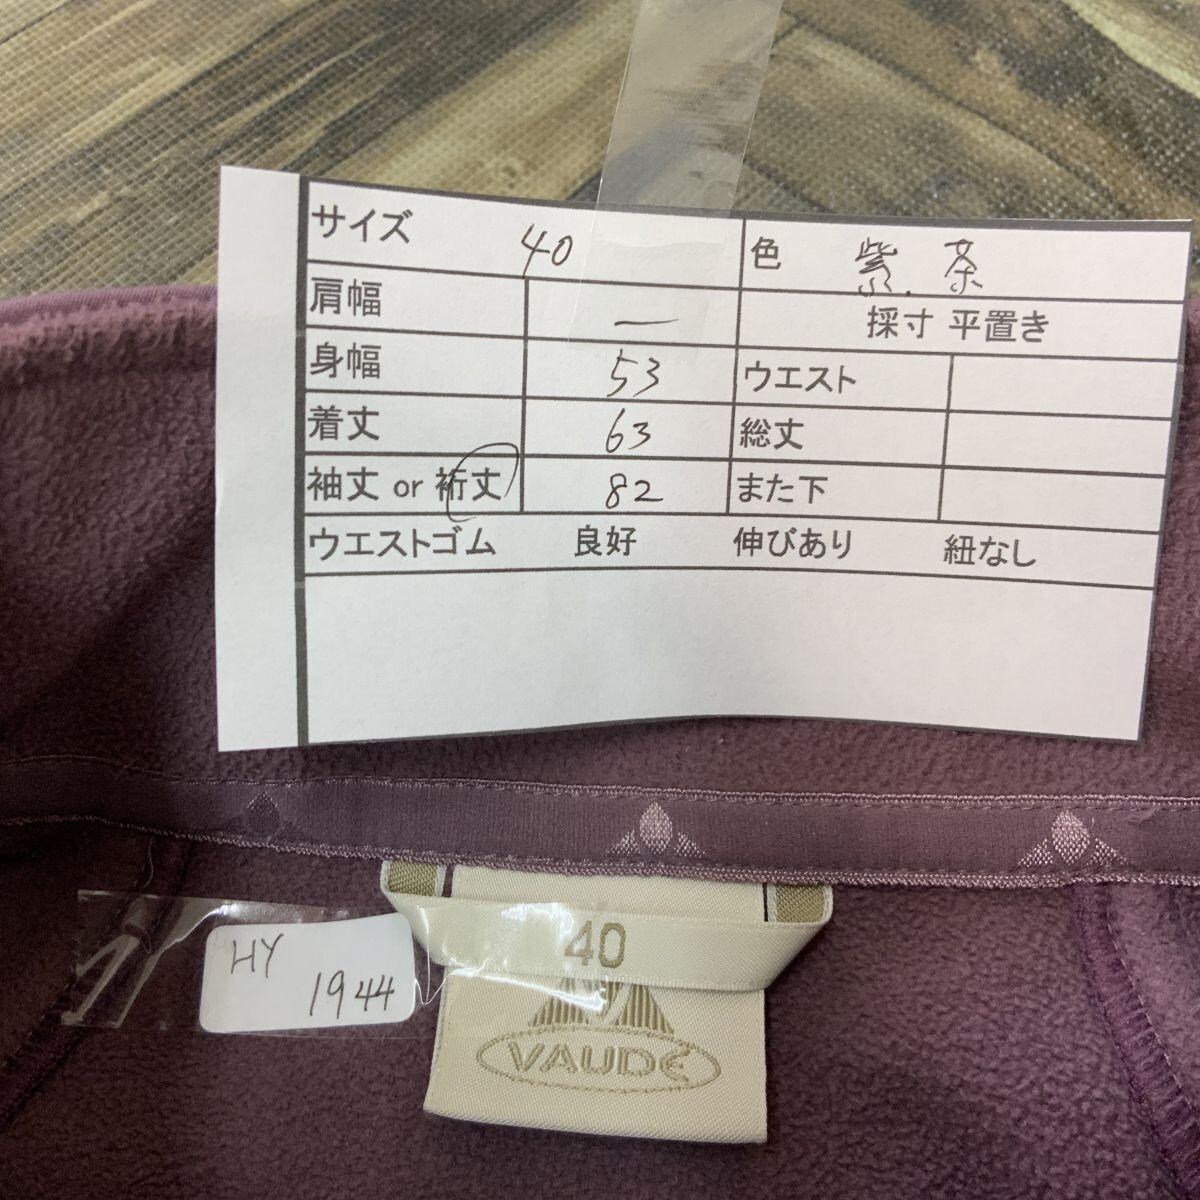 サイズ 40 色 紫 茶
肩幅 — 採寸 平置き
身幅 53 ウエスト
着丈 63 総丈
袖丈 or 裄丈 82 また下
ウエストゴム 良好 伸びあり 紐なし
40
HY
1944
VAUDE